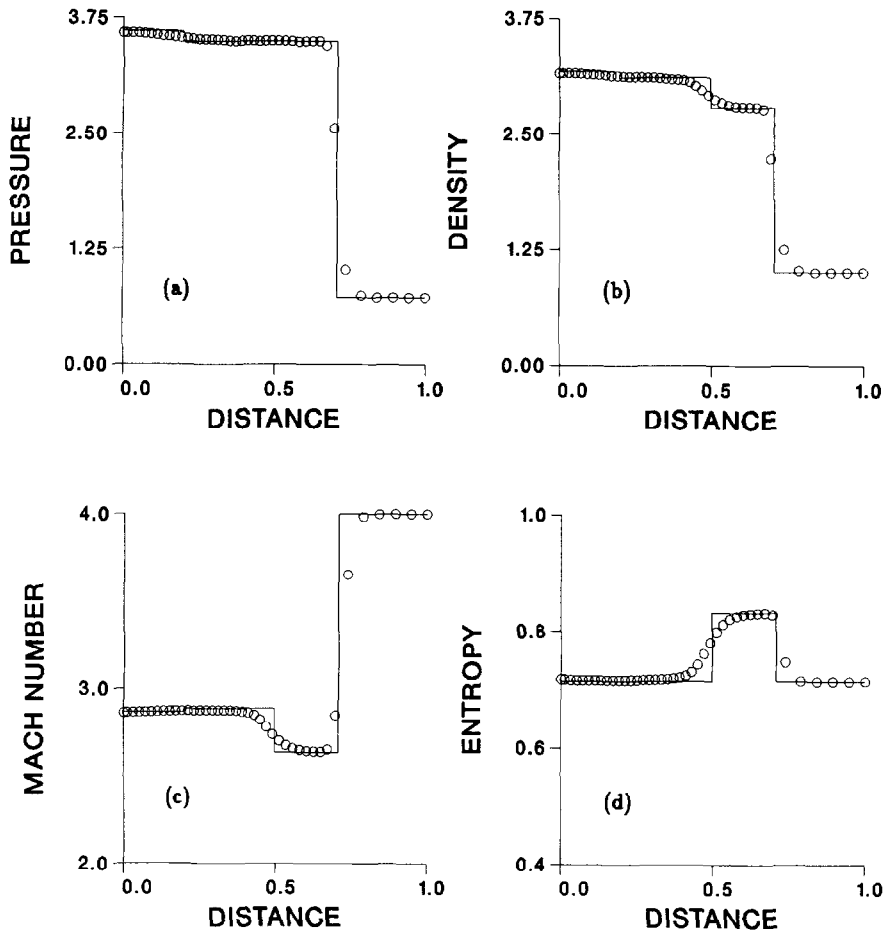 3.75
2.50
1.25
0.00
PRESSURE
(a)
0.0
0.5
1.0
DISTANCE
3.75
2.50
1.25
0.00
DENSITY
(b)
0.0
0.5
1.0
DISTANCE
4.0
3.0
2.0
MACH NUMBER
(c)
0.0
0.5
1.0
DISTANCE
1.0
0.8
0.6
0.4
ENTROPY
(d)
0.0
0.5
1.0
DISTANCE